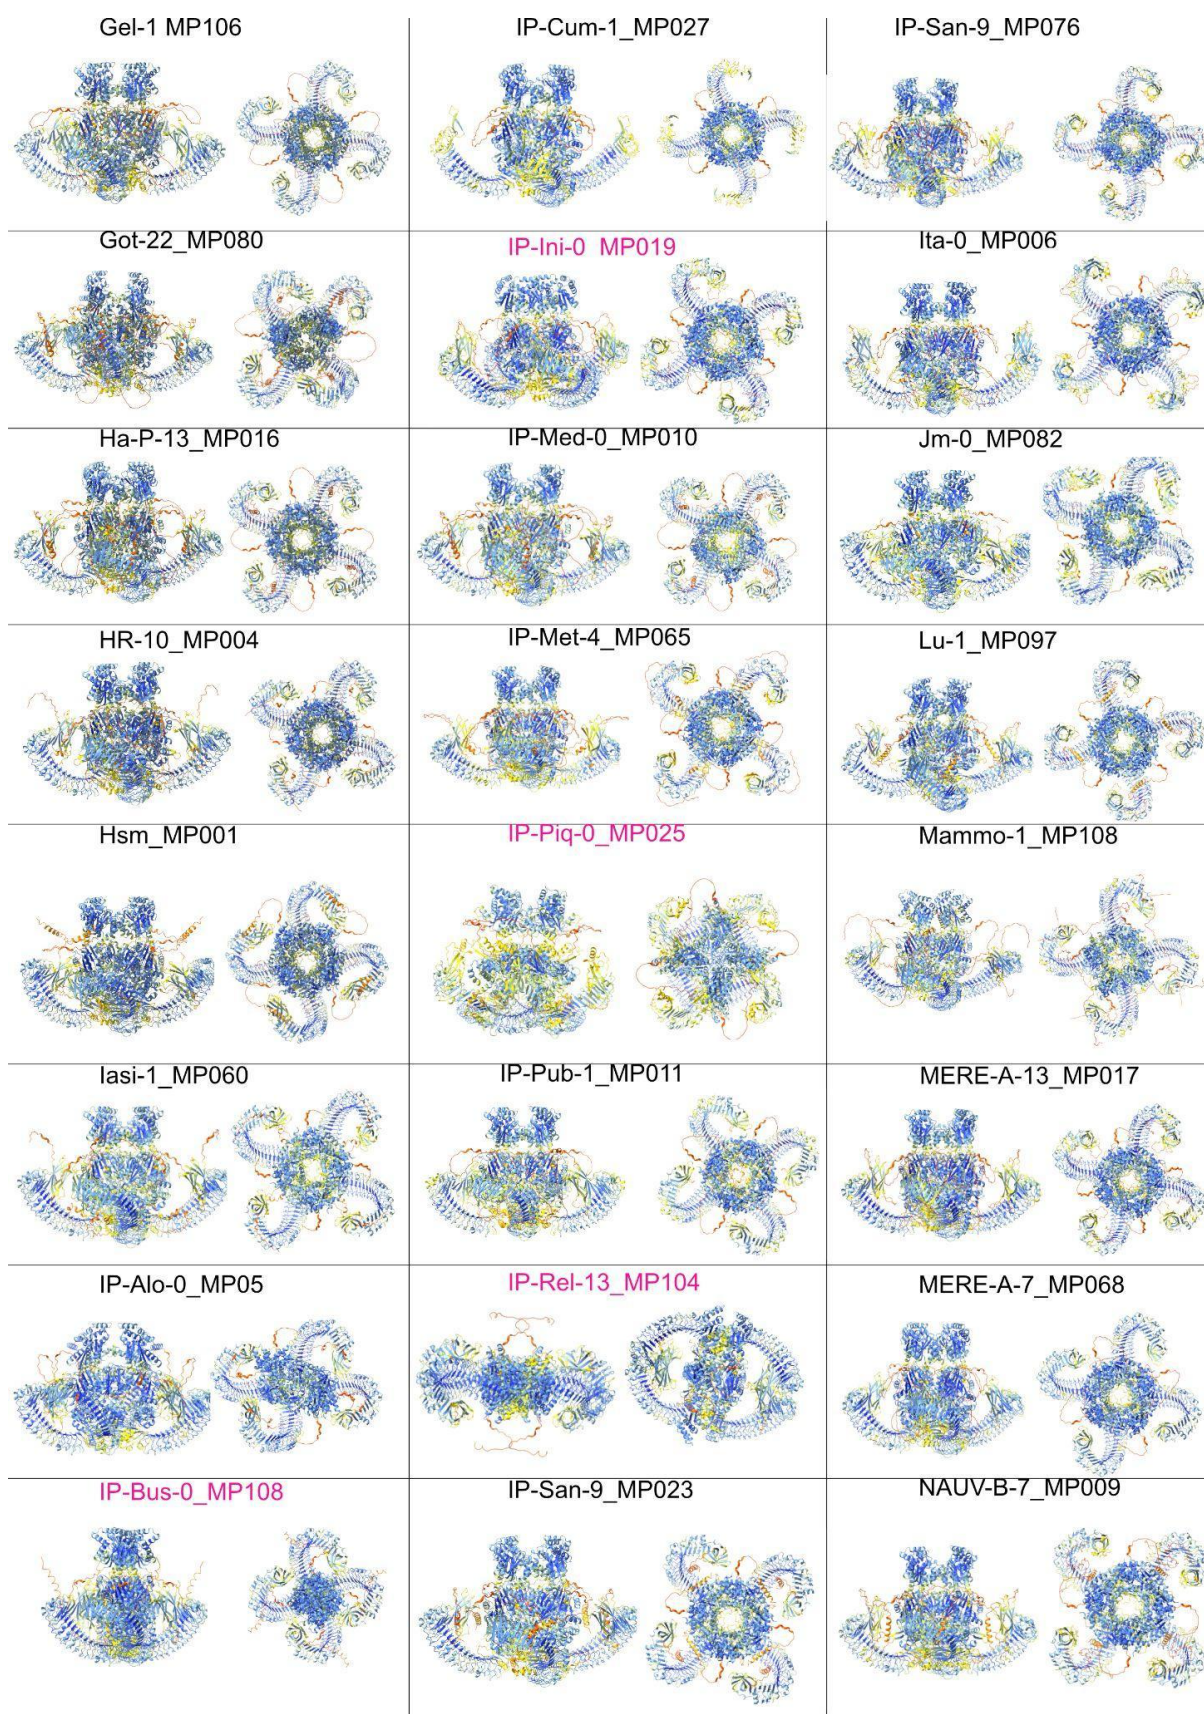 Gel-1 MP106
IP-Cum-1_MP027
IP-San-9_MP076
Got-22_MP080
IP-Ini-0 MP019
Ita-0_MP006
Ha-P-13_MP016
IP-Med-0_MP010
Jm-0_MP082
HR-10_MP004
IP-Met-4_MP065
Lu-1_MP097
Hsm_MP001
IP-Piq-0_MP025
Mammo-1_MP108
Iasi-1_MP060
IP-Pub-1_MP011
MERE-A-13_MP017
IP-Alo-0_MP05
IP-Rel-13_MP104
MERE-A-7_MP068
IP-Bus-0_MP108
IP-San-9_MP023
NAUV-B-7_MP009